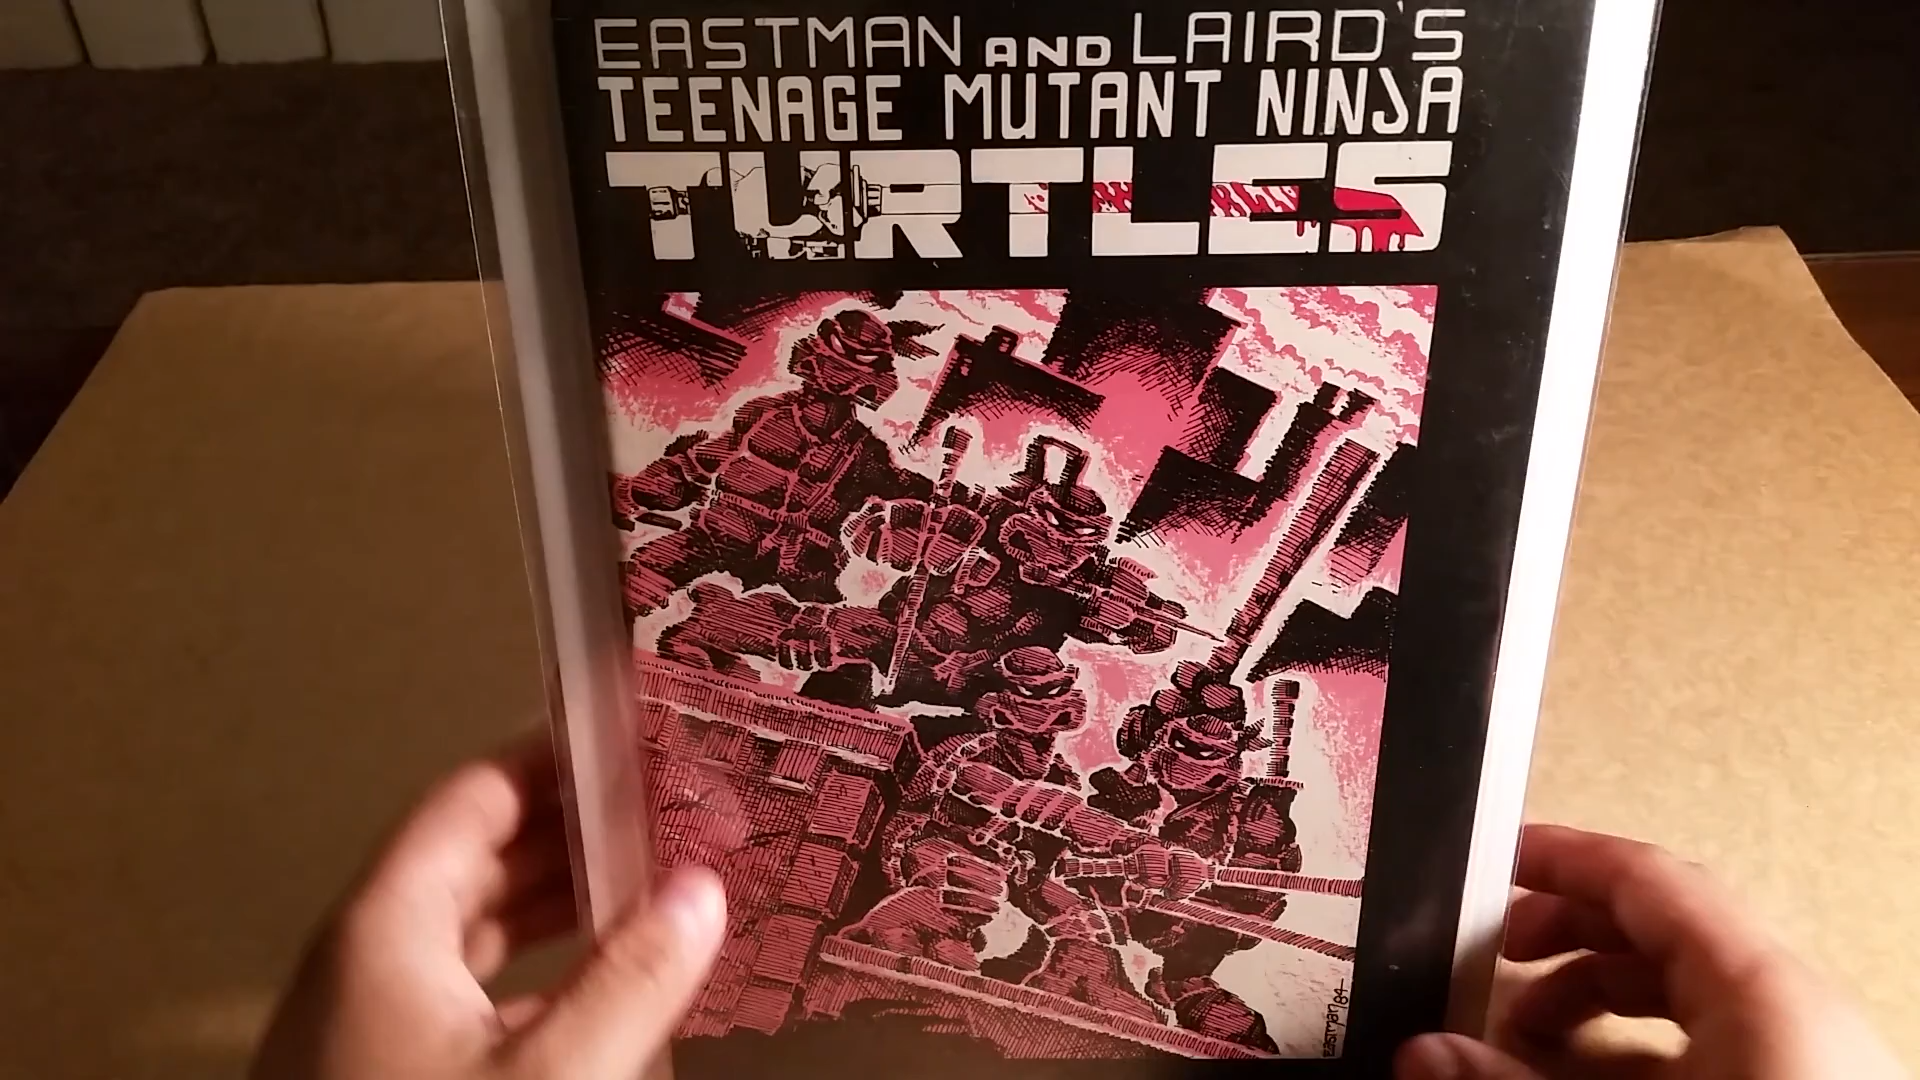 EASTMAN AND LAIRD'S
TEENAGE MUTANT NINJA
TURTLES
EASTMAN 84